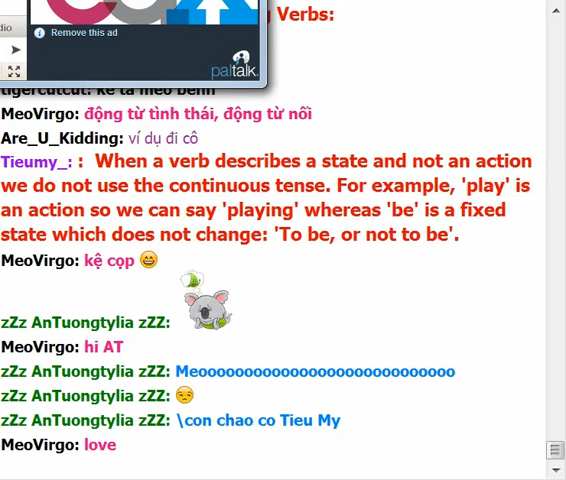 dio
g Verbs:
Remove this ad
paltalk.
MeoVirgo: động từ tình thái, động từ nối
Are_U_Kidding: ví dụ đi cô
Tieumy_: :  When a verb describes a state and not an action
we do not use the continuous tense. For example, 'play' is
an action so we can say 'playing' whereas 'be' is a fixed
state which does not change: 'To be, or not to be'.
MeoVirgo: kệ cọp 😄
zZz AnTuongtylia zZZ:
MeoVirgo: hi AT
zZz AnTuongtylia zZZ: Meoooooooooooooooooooooooooooo
zZz AnTuongtylia zZZ: 😒
zZz AnTuongtylia zZZ: \con chao co Tieu My
MeoVirgo: love